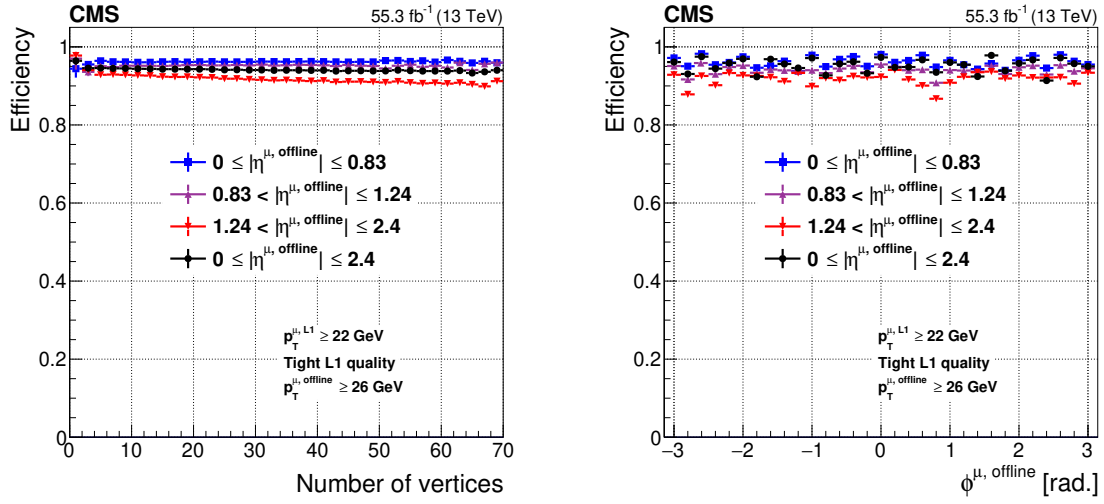 CMS 55.3 fb⁻¹ (13 TeV)
Efficiency
1
0.8
0.6
0.4
0.2
0
0 ≤ |η^{μ, offline}| ≤ 0.83
0.83 < |η^{μ, offline}| ≤ 1.24
1.24 < |η^{μ, offline}| ≤ 2.4
0 ≤ |η^{μ, offline}| ≤ 2.4
p_T^{μ, L1} ≥ 22 GeV
Tight L1 quality
p_T^{μ, offline} ≥ 26 GeV
0 10 20 30 40 50 60 70
Number of vertices
CMS 55.3 fb⁻¹ (13 TeV)
Efficiency
1
0.8
0.6
0.4
0.2
0
0 ≤ |η^{μ, offline}| ≤ 0.83
0.83 < |η^{μ, offline}| ≤ 1.24
1.24 < |η^{μ, offline}| ≤ 2.4
0 ≤ |η^{μ, offline}| ≤ 2.4
p_T^{μ, L1} ≥ 22 GeV
Tight L1 quality
p_T^{μ, offline} ≥ 26 GeV
−3 −2 −1 0 1 2 3
ϕ^{μ, offline} [rad.]